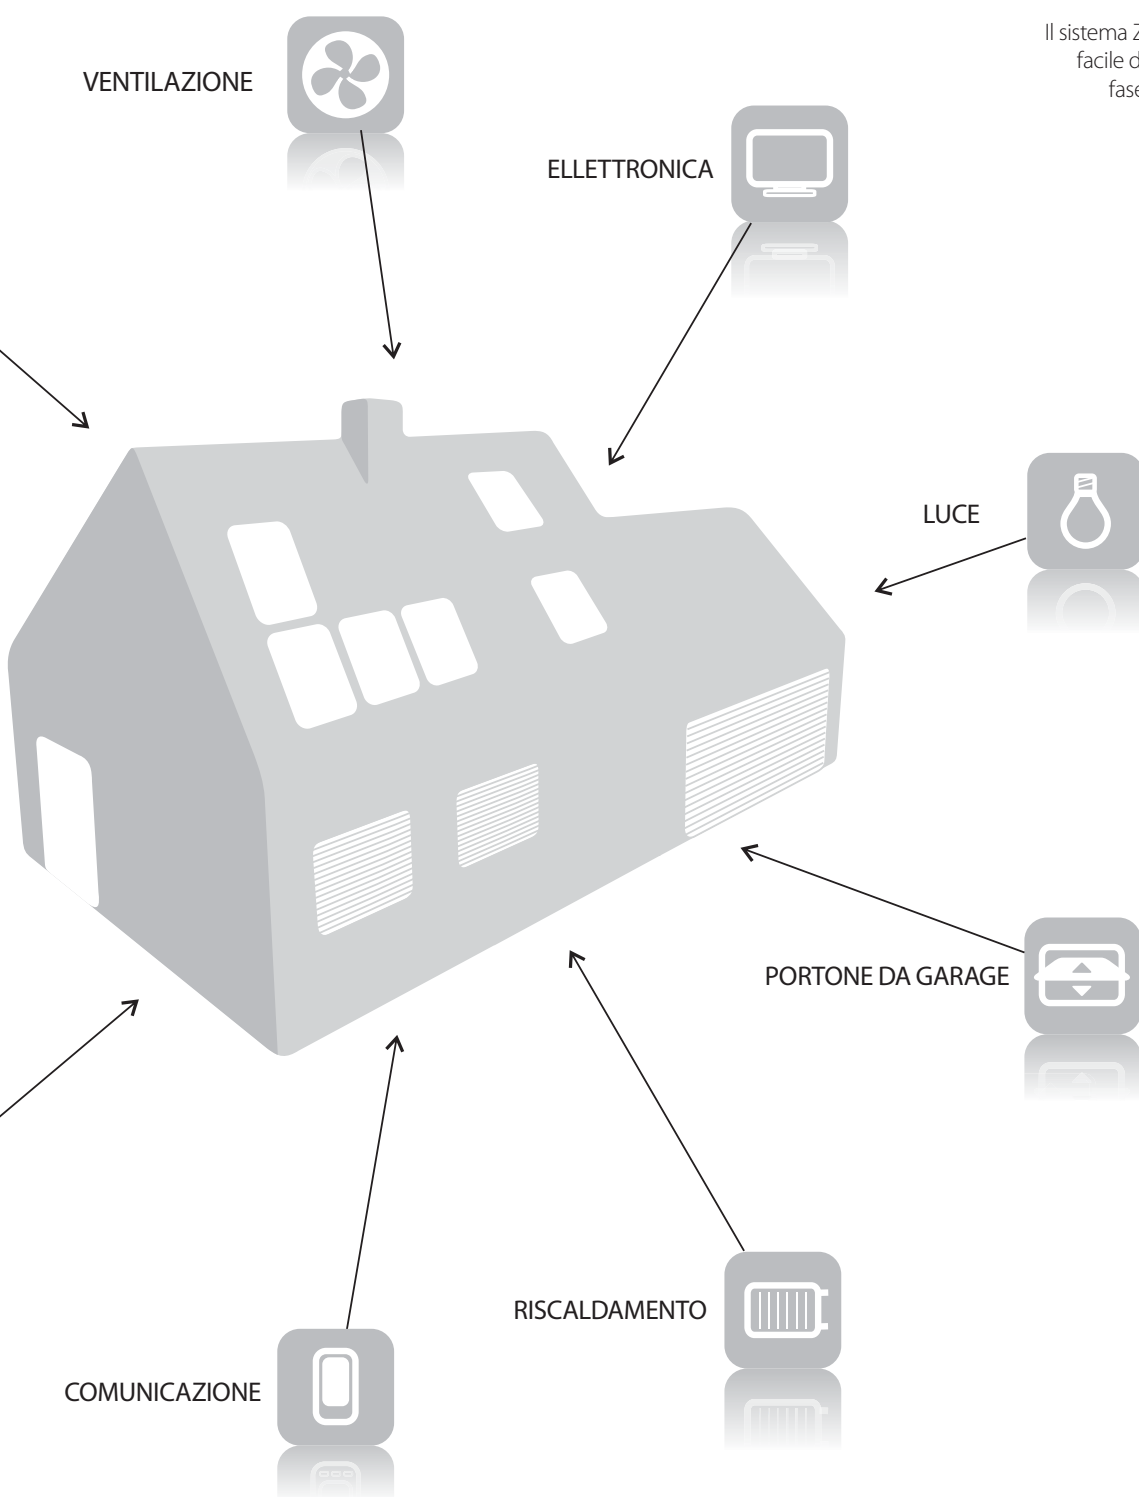 Il sistema Z
facile d
fase
VENTILAZIONE
ELLETTRONICA
LUCE
PORTONE DA GARAGE
RISCALDAMENTO
COMUNICAZIONE